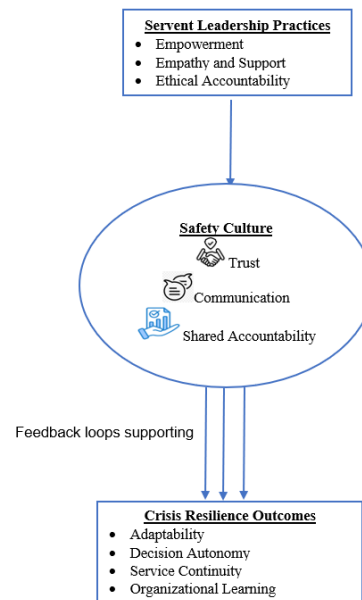 Servent Leadership Practices
Empowerment
Empathy and Support
Ethical Accountability
Safety Culture
Trust
Communication
Shared Accountability
Feedback loops supporting
Crisis Resilience Outcomes
Adaptability
Decision Autonomy
Service Continuity
Organizational Learning